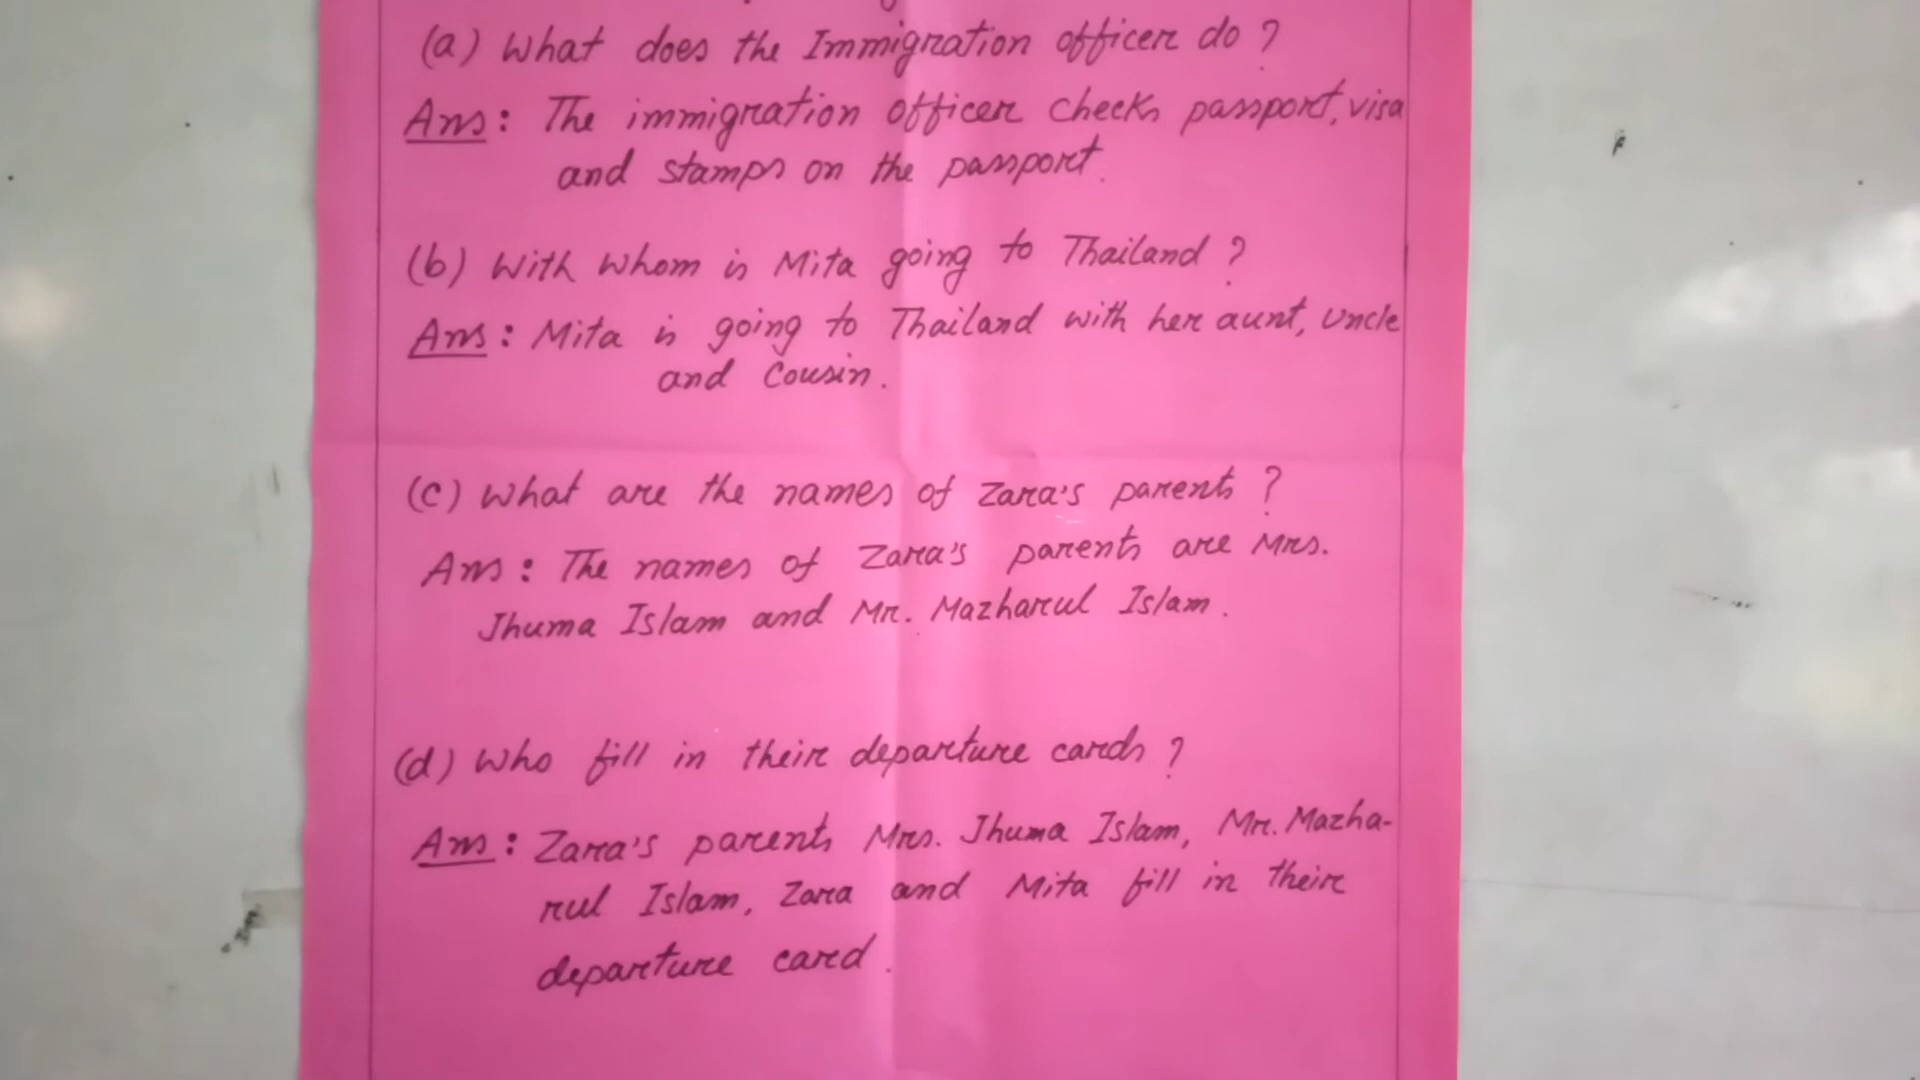 (a) What does the Immigration officer do ?
Ans : The immigration officer checks passport, visa
and stamps on the passport.
(b) With whom is Mita going to Thailand ?
Ans : Mita is going to Thailand with her aunt, uncle
and Cousin.
(c) What are the names of Zara's parents ?
Ans : The names of Zara's parents are Mrs.
Jhuma Islam and Mr. Mazharul Islam.
(d) Who fill in their departure cards ?
Ans : Zara's parents Mrs. Jhuma Islam, Mr. Mazha-
rul Islam, Zara and Mita fill in their
departure card.